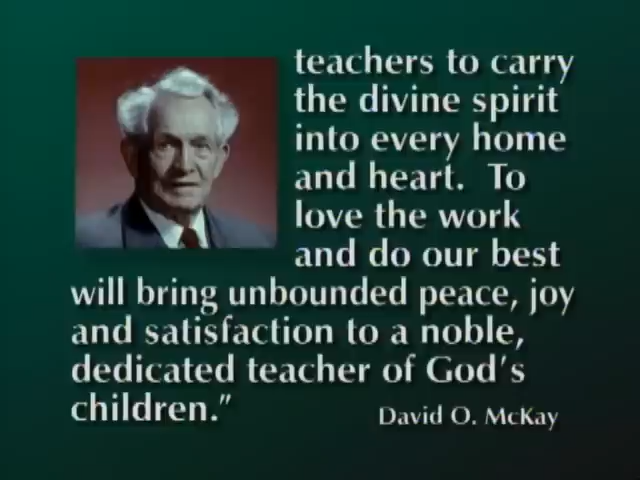 teachers to carry
the divine spirit
into every home
and heart. To
love the work
and do our best
will bring unbounded peace, joy
and satisfaction to a noble,
dedicated teacher of God's
children."
David O. McKay